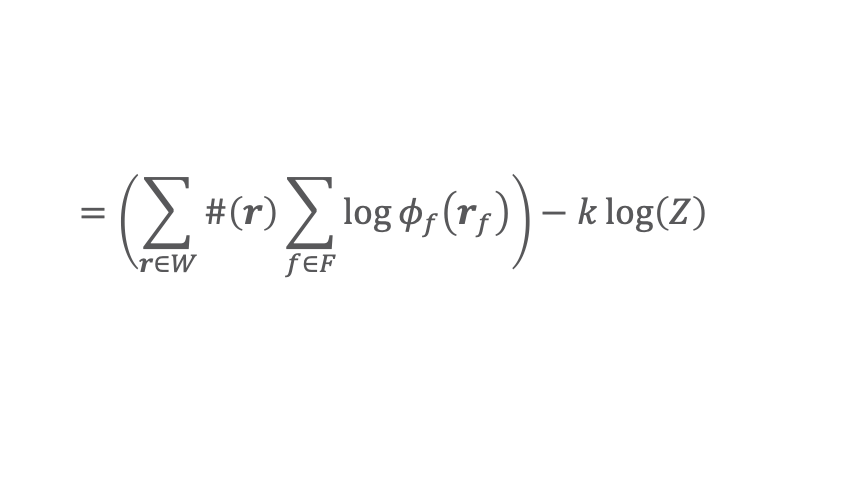 = (∑_{r∈W} #(r) ∑_{f∈F} log ϕ_f(r_f)) − k log(Z)